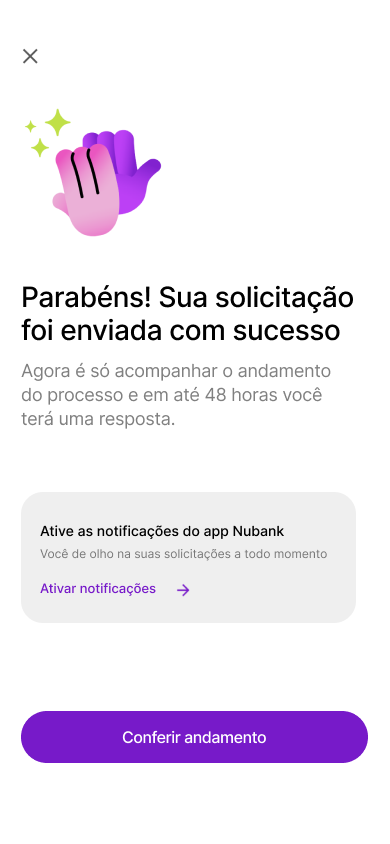 Parabéns! Sua solicitação
foi enviada com sucesso
Agora é só acompanhar o andamento
do processo e em até 48 horas você
terá uma resposta.
Ative as notificações do app Nubank
Você de olho na suas solicitações a todo momento
Ativar notificações
Conferir andamento